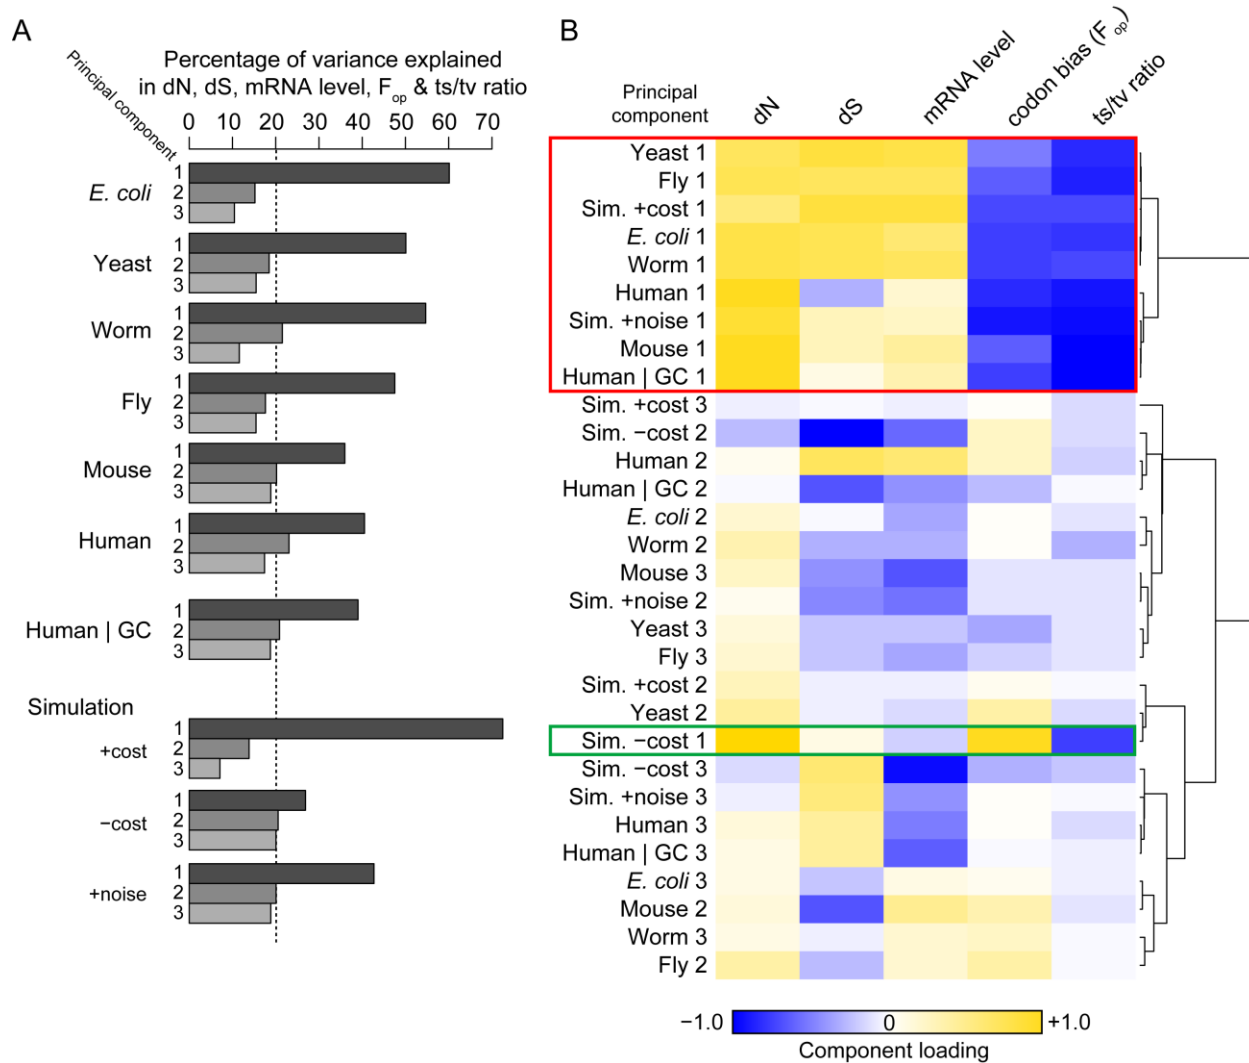 A
Principal component
Percentage of variance explained
in dN, dS, mRNA level, Fop & ts/tv ratio
0 10 20 30 40 50 60 70
E. coli
1
2
3
Yeast
1
2
3
Worm
1
2
3
Fly
1
2
3
Mouse
1
2
3
Human
1
2
3
Human | GC
1
2
3
Simulation
+cost
1
2
3
−cost
1
2
3
+noise
1
2
3
B
Principal
component
dN
dS
mRNA level
codon bias (Fop)
ts/tv ratio
Yeast 1
Fly 1
Sim. +cost 1
E. coli 1
Worm 1
Human 1
Sim. +noise 1
Mouse 1
Human | GC 1
Sim. +cost 3
Sim. −cost 2
Human 2
Human | GC 2
E. coli 2
Worm 2
Mouse 3
Sim. +noise 2
Yeast 3
Fly 3
Sim. +cost 2
Yeast 2
Sim. −cost 1
Sim. −cost 3
Sim. +noise 3
Human 3
Human | GC 3
E. coli 3
Mouse 2
Worm 3
Fly 2
−1.0 0 +1.0
Component loading